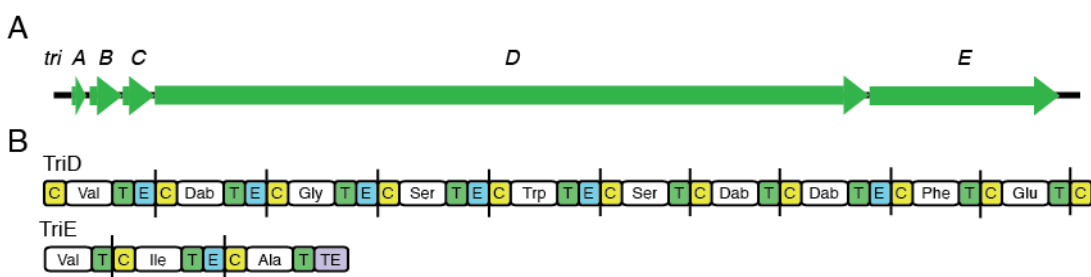 A
tri A B C D E
B
TriD
C Val T E C Dab T E C Gly T E C Ser T E C Trp T E C Ser T C Dab T C Dab T E C Phe T C Glu T C
TriE
Val T C Ile T E C Ala T TE